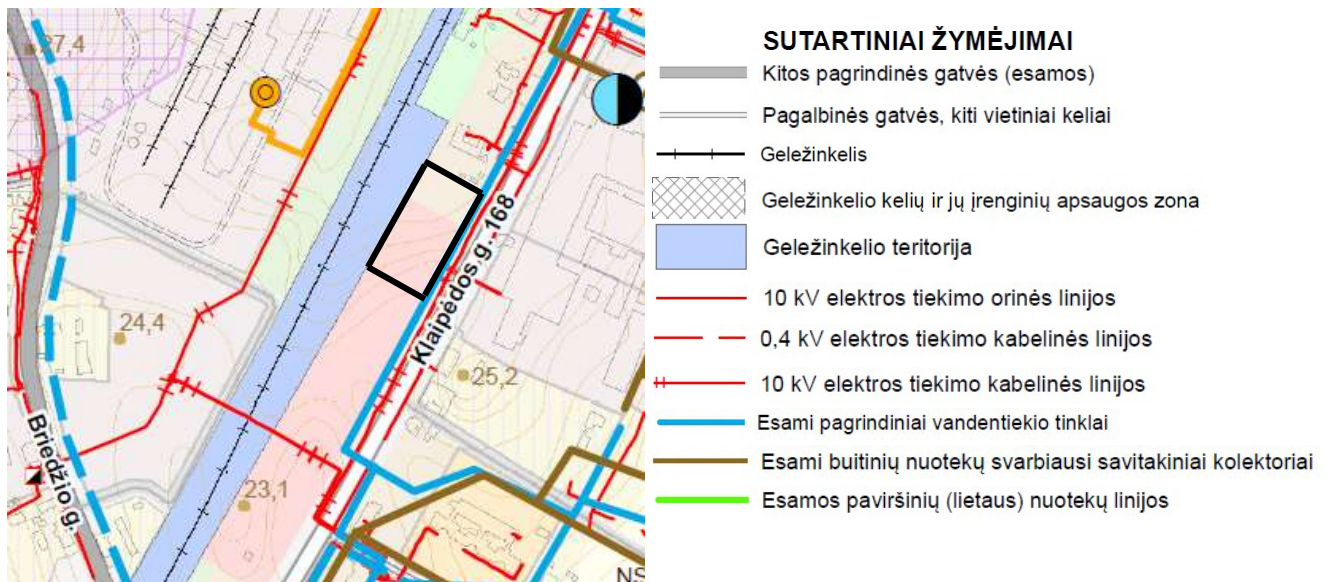 27,4
24,4
25,2
23,1
Klaipėdos g. 168
Briedžio g.
NS
SUTARTINIAI ŽYMĖJIMAI
Kitos pagrindinės gatvės (esamos)
Pagalbinės gatvės, kiti vietiniai keliai
Geležinkelis
Geležinkelio kelių ir jų įrenginių apsaugos zona
Geležinkelio teritorija
10 kV elektros tiekimo orinės linijos
0,4 kV elektros tiekimo kabelinės linijos
10 kV elektros tiekimo kabelinės linijos
Esami pagrindiniai vandentiekio tinklai
Esami buitinių nuotekų svarbiausi savitakiniai kolektoriai
Esamos paviršinių (lietaus) nuotekų linijos